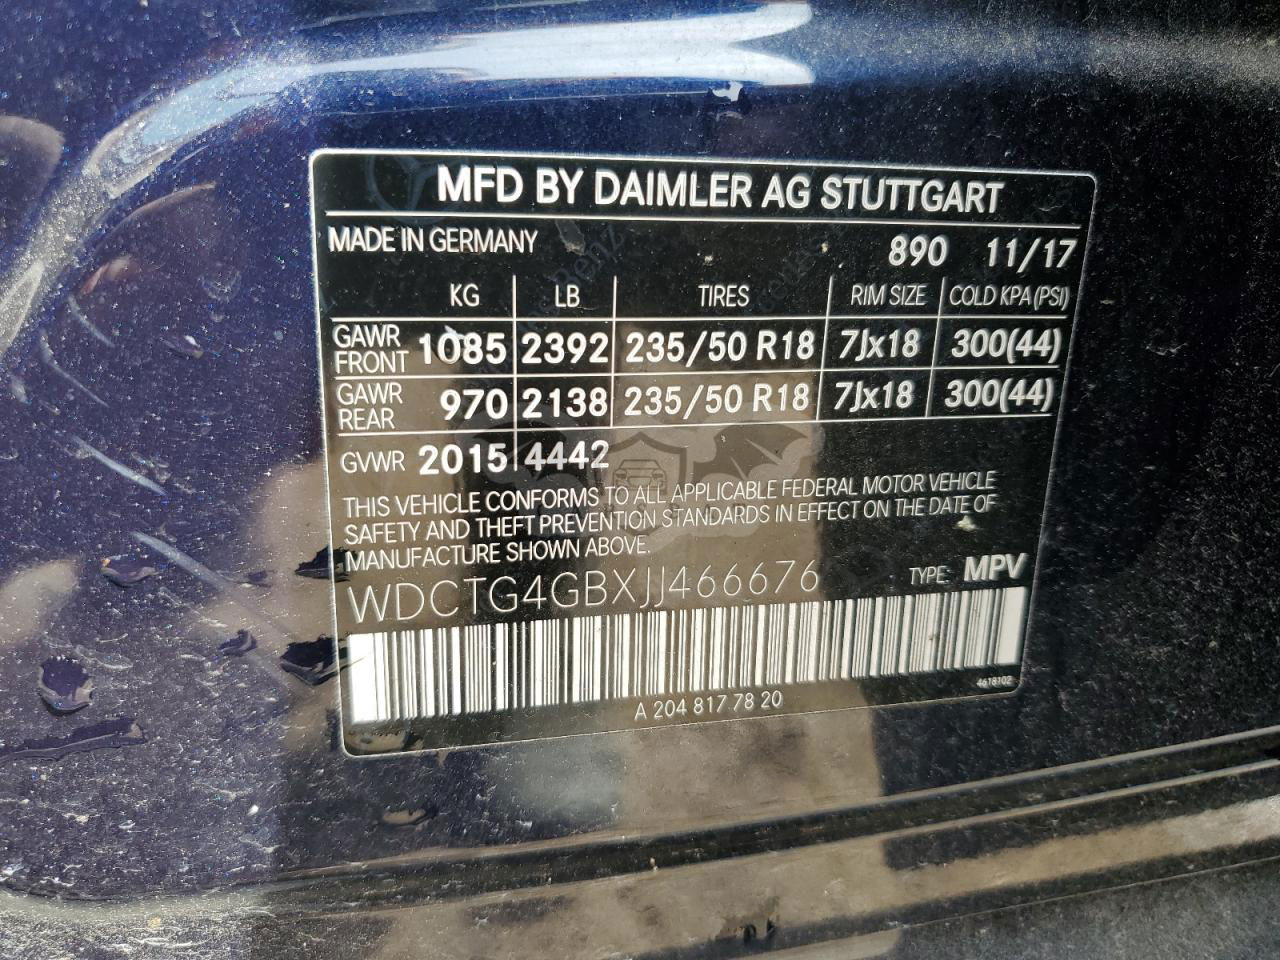 MFD BY DAIMLER AG STUTTGART
MADE IN GERMANY 890 11/17
KG LB TIRES RIM SIZE COLD KPA (PSI)
GAWR FRONT 1085 2392 235/50 R18 7Jx18 300(44)
GAWR REAR 970 2138 235/50 R18 7Jx18 300(44)
GVWR 2015 4442
THIS VEHICLE CONFORMS TO ALL APPLICABLE FEDERAL MOTOR VEHICLE
SAFETY AND THEFT PREVENTION STANDARDS IN EFFECT ON THE DATE OF
MANUFACTURE SHOWN ABOVE.
WDCTG4GBXJJ466676 TYPE: MPV
4618102
A 204 817 78 20